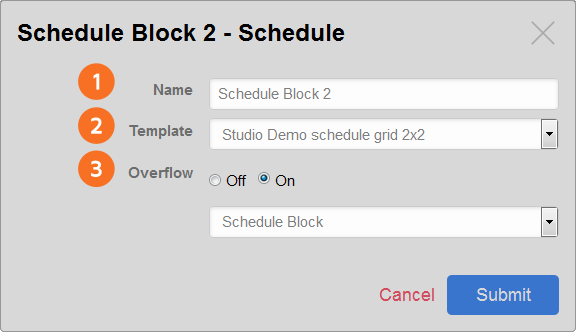 Schedule Block 2 - Schedule
1 Name Schedule Block 2
2 Template Studio Demo schedule grid 2x2
3 Overflow Off On
Schedule Block
Cancel Submit